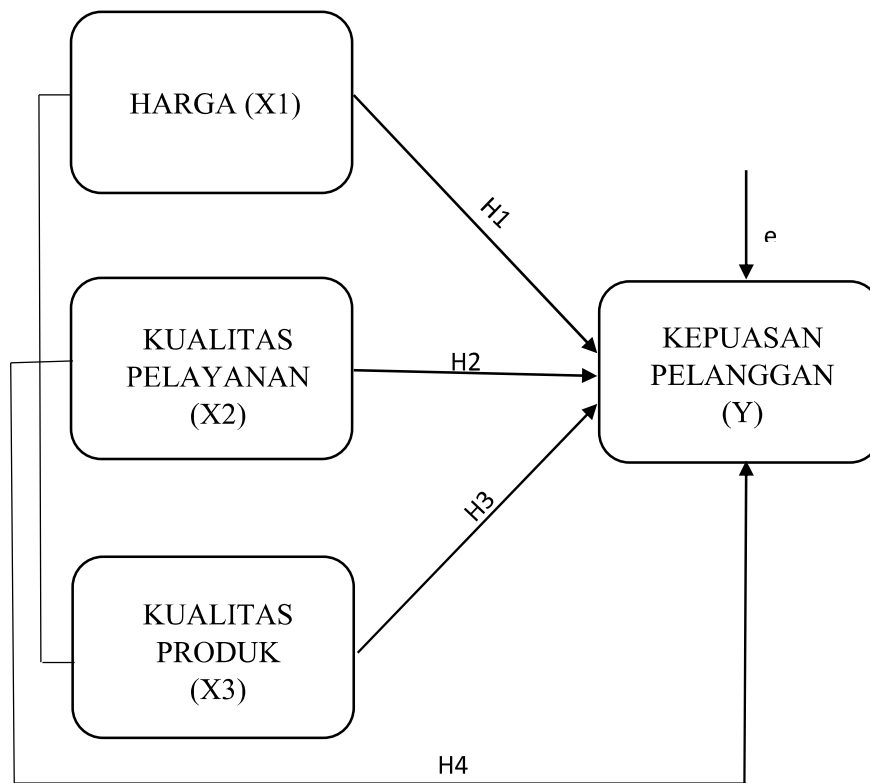 HARGA (X1)
H1
e
KUALITAS
PELAYANAN
(X2)
H2
KEPUASAN
PELANGGAN
(Y)
H3
KUALITAS
PRODUK
(X3)
H4